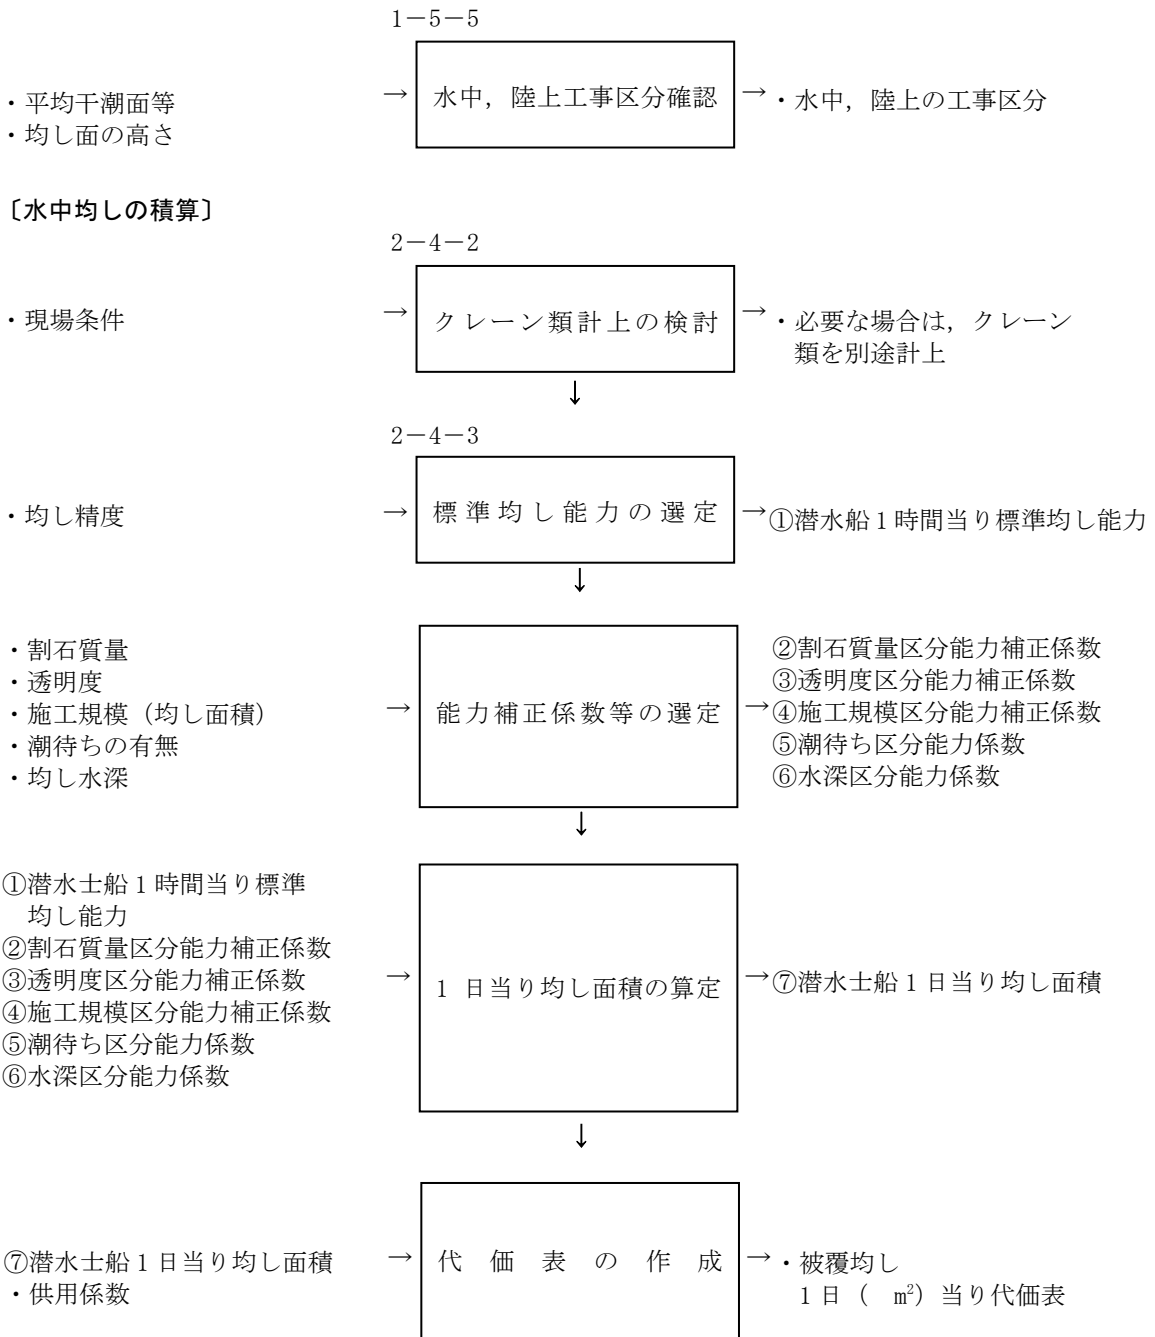 1-5-5
・平均干潮面等
・均し面の高さ
→
水中，陸上工事区分確認
→
・水中，陸上の工事区分
〔水中均しの積算〕
2-4-2
・現場条件
→
クレーン類計上の検討
→
・必要な場合は，クレーン
類を別途計上
↓
2-4-3
・均し精度
→
標準均し能力の選定
→
①潜水船1時間当り標準均し能力
↓
・割石質量
・透明度
・施工規模（均し面積）
・潮待ちの有無
・均し水深
→
能力補正係数等の選定
→
②割石質量区分能力補正係数
③透明度区分能力補正係数
④施工規模区分能力補正係数
⑤潮待ち区分能力係数
⑥水深区分能力係数
↓
①潜水士船1時間当り標準
均し能力
②割石質量区分能力補正係数
③透明度区分能力補正係数
④施工規模区分能力補正係数
⑤潮待ち区分能力係数
⑥水深区分能力係数
→
1日当り均し面積の算定
→
⑦潜水士船1日当り均し面積
↓
⑦潜水士船1日当り均し面積
・供用係数
→
代価表の作成
→
・被覆均し
1日（　m²）当り代価表